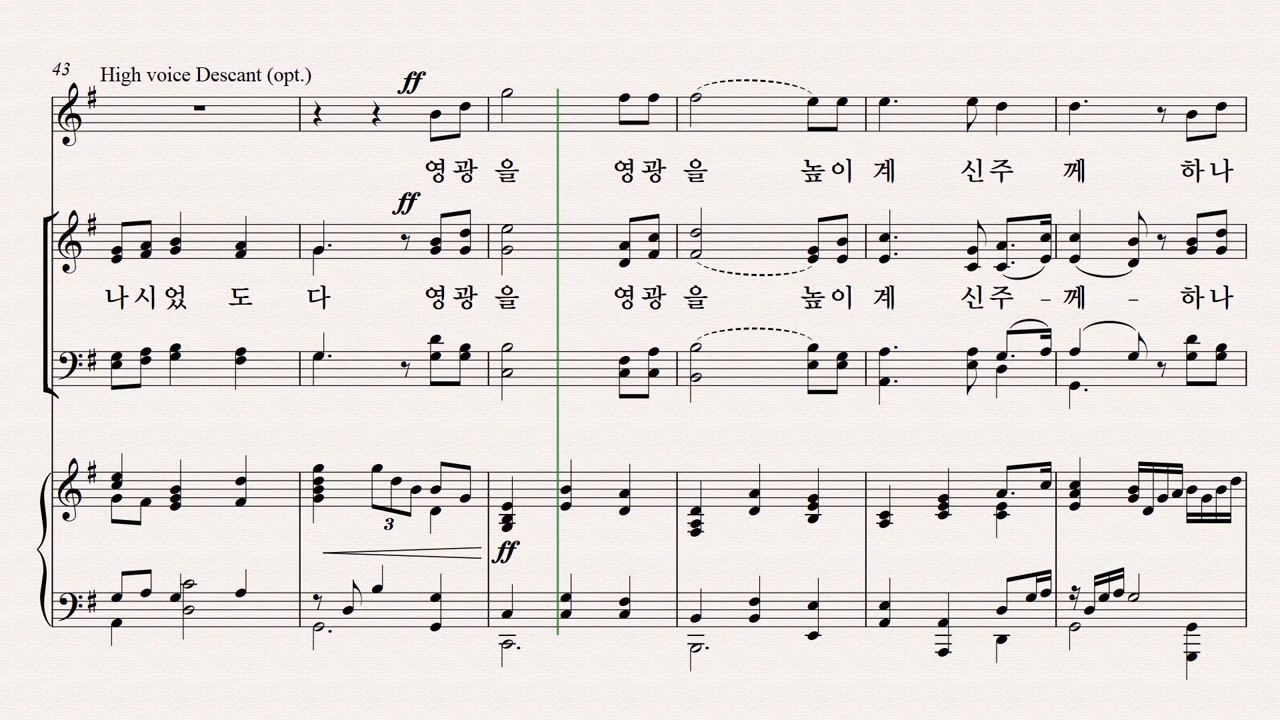 43 High voice Descant (opt.)
ff
영광 을 영광 을 높이 계 신주 께 하나
ff
나시었 도 다 영광 을 영광 을 높이 계 신주 - 께 - 하나
3
ff